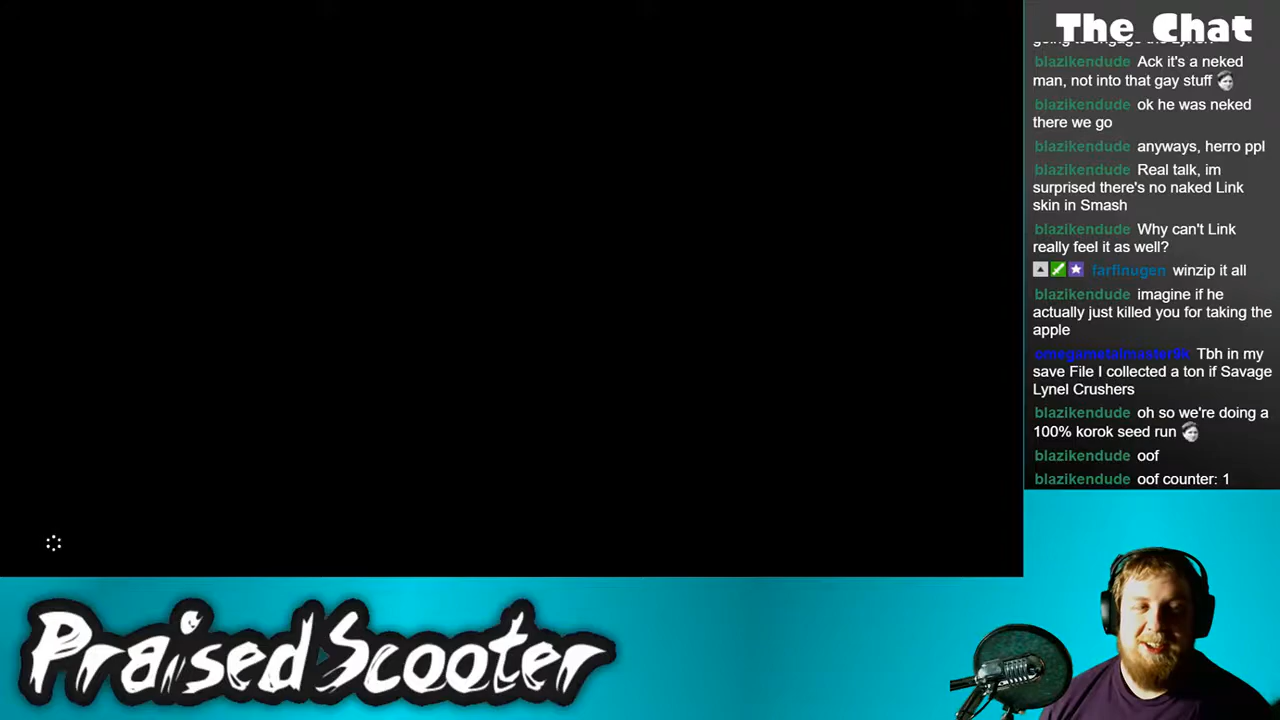 The Chat
blazikendude Ack it's a neked
man, not into that gay stuff
blazikendude ok he was neked
there we go
blazikendude anyways, herro ppl
blazikendude Real talk, im
surprised there's no naked Link
skin in Smash
blazikendude Why can't Link
really feel it as well?
farfinugen winzip it all
blazikendude imagine if he
actually just killed you for taking the
apple
omegametalmaster9k Tbh in my
save File I collected a ton if Savage
Lynel Crushers
blazikendude oh so we're doing a
100% korok seed run
blazikendude oof
blazikendude oof counter: 1
PraisedScooter